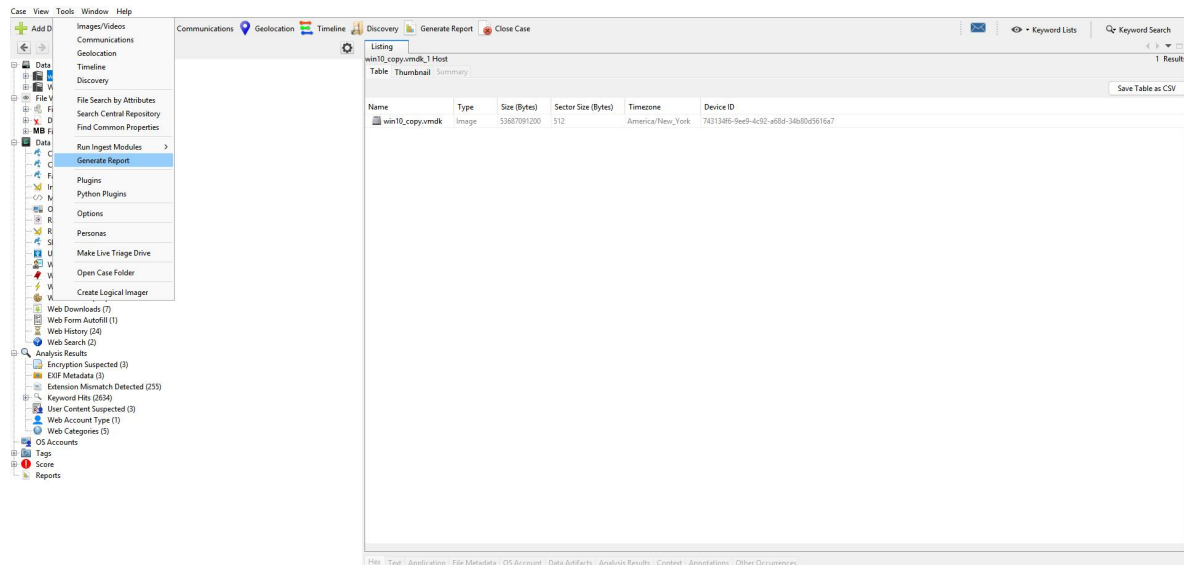 Case View Tools Window Help
Add D
Communications Geolocation Timeline Discovery Generate Report Close Case Keyword Lists Keyword Search
Images/Videos
Communications
Geolocation
Timeline
Discovery
File Search by Attributes
Search Central Repository
Find Common Properties
Run Ingest Modules
Generate Report
Plugins
Python Plugins
Options
Personas
Make Live Triage Drive
Open Case Folder
Create Logical Imager
Data
W
File V
Fi
D
MB Fi
Data
C
C
Fa
In
M
O
R
R
Sh
U
W
W
W
W
Web Downloads (7)
Web Form Autofill (1)
Web History (24)
Web Search (2)
Analysis Results
Encryption Suspected (3)
EXIF Metadata (3)
Extension Mismatch Detected (255)
Keyword Hits (2634)
User Content Suspected (3)
Web Account Type (1)
Web Categories (5)
OS Accounts
Tags
Score
Reports
Listing
win10_copy.vmdk_1 Host 1 Results
Table Thumbnail Summary
Save Table as CSV
Name Type Size (Bytes) Sector Size (Bytes) Timezone Device ID
win10_copy.vmdk Image 53687091200 512 America/New_York 743134f6-9ee9-4c92-a68d-34b80d5616a7
Hex Text Application File Metadata OS Account Data Artifacts Analysis Results Context Annotations Other Occurrences